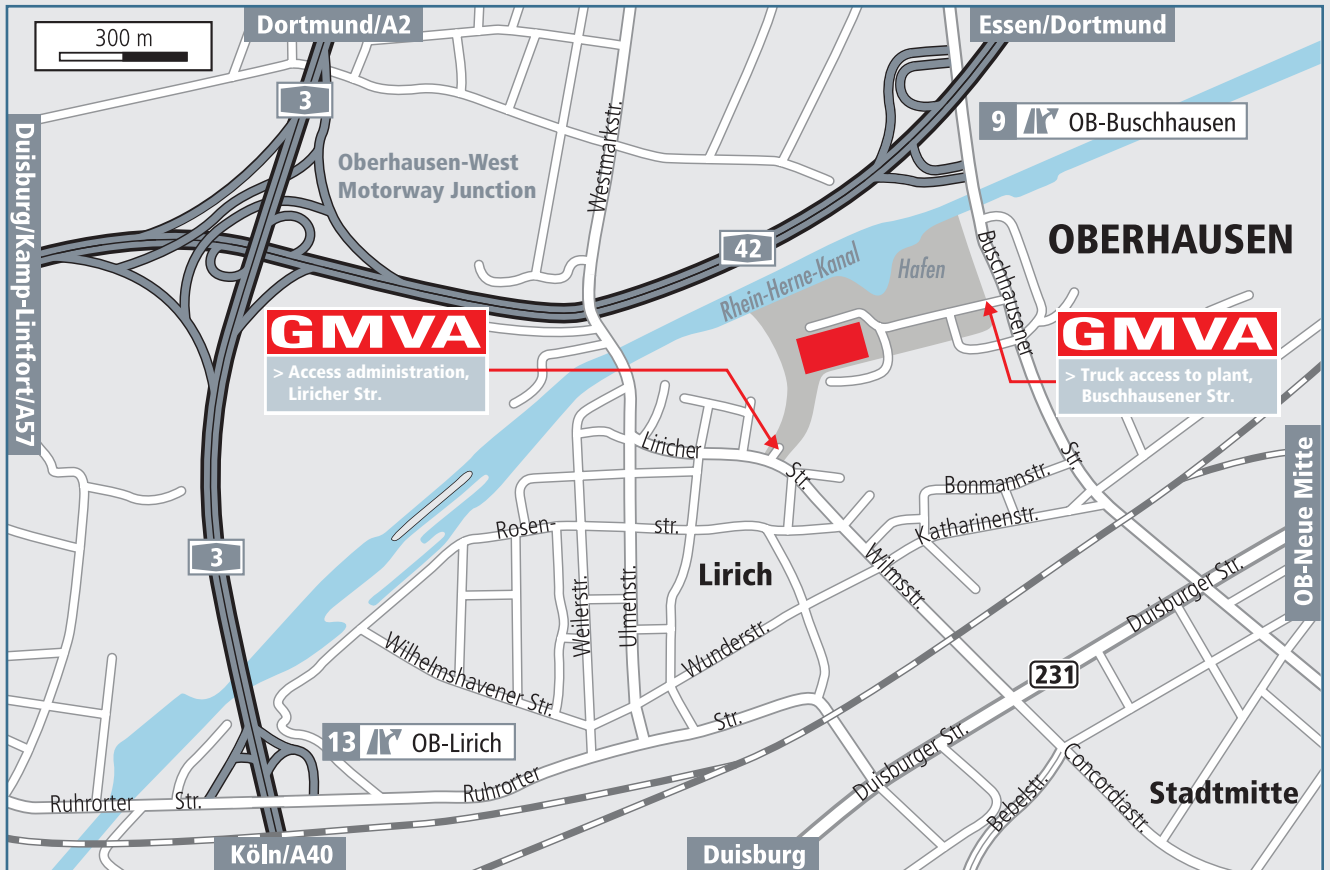 300 m
Dortmund/A2
Essen/Dortmund
3
9
OB-Buschhausen
Duisburg/Kamp-Lintfort/A57
Oberhausen-West
Motorway Junction
Westmarkstr.
42
Rhein-Herne-Kanal
Hafen
Buschhausener
OBERHAUSEN
GMVA
> Access administration,
Liricher Str.
GMVA
> Truck access to plant,
Buschhausener Str.
Liricher
Str.
Str.
Bonmannstr.
Katharinenstr.
OB-Neue Mitte
Rosen-
str.
3
Lirich
Wilmsstr.
Weilerstr.
Ulmenstr.
Duisburger Str.
Wilhelmshavener Str.
Wunderstr.
231
13
OB-Lirich
Str.
Duisburger Str.
Ruhrorter
Str.
Ruhrorter
Bebelstr.
Concordiastr.
Stadtmitte
Köln/A40
Duisburg